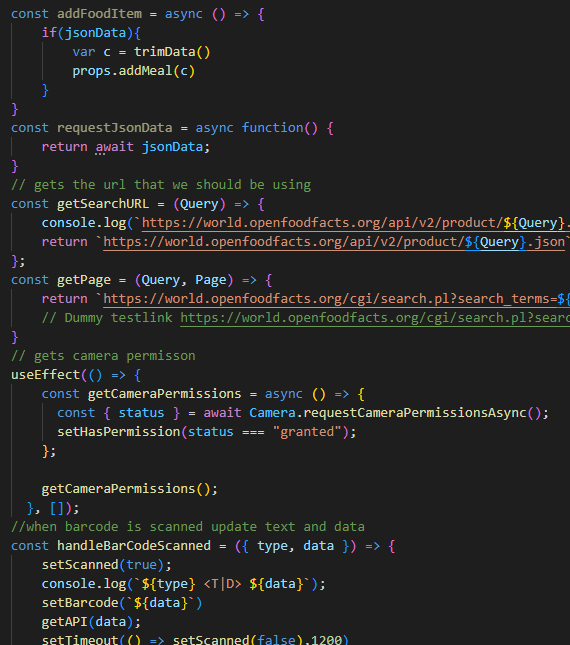 const addFoodItem = async () => {
    if(jsonData){
        var c = trimData()
        props.addMeal(c)
    }
}
const requestJsonData = async function() {
    return await jsonData;
}
// gets the url that we should be using
const getSearchURL = (Query) => {
    console.log(`https://world.openfoodfacts.org/api/v2/product/${Query}.
    return `https://world.openfoodfacts.org/api/v2/product/${Query}.json`
};
const getPage = (Query, Page) => {
    return `https://world.openfoodfacts.org/cgi/search.pl?search_terms=${
    // Dummy testlink https://world.openfoodfacts.org/cgi/search.pl?searc
}
// gets camera permisson
useEffect(() => {
    const getCameraPermissions = async () => {
      const { status } = await Camera.requestCameraPermissionsAsync();
      setHasPermission(status === "granted");
    };

    getCameraPermissions();
  }, []);
//when barcode is scanned update text and data
const handleBarCodeScanned = ({ type, data }) => {
    setScanned(true);
    console.log(`${type} <T|D> ${data}`);
    setBarcode(`${data}`)
    getAPI(data);
    setTimeout(() => setScanned(false),1200)